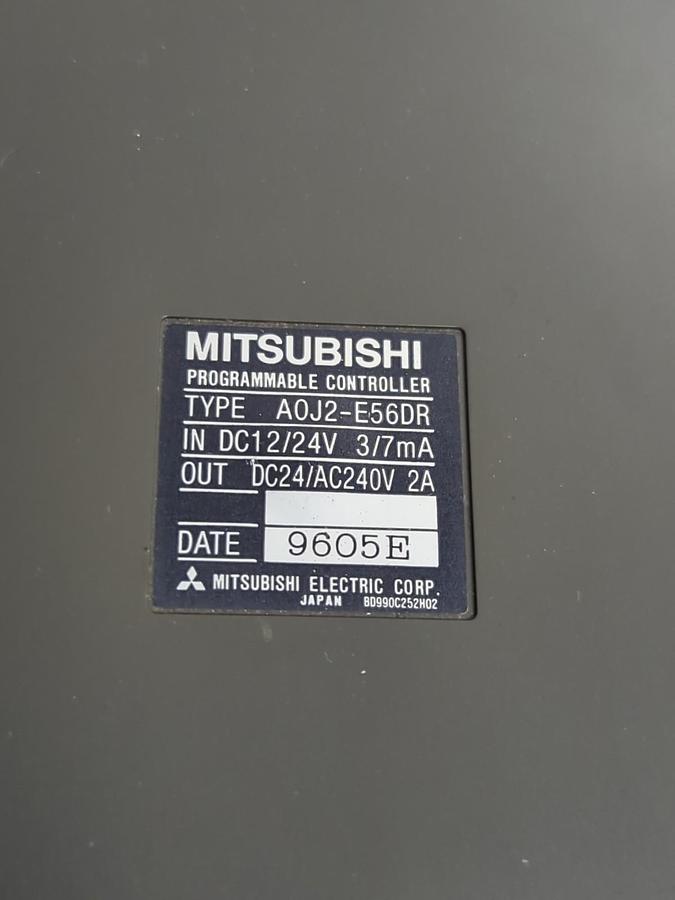 MITSUBISHI
PROGRAMMABLE CONTROLLER
TYPE A0J2-E56DR
IN DC12/24V 3/7mA
OUT DC24/AC240V 2A
DATE 9605E
MITSUBISHI ELECTRIC CORP.
JAPAN BD990C252H02